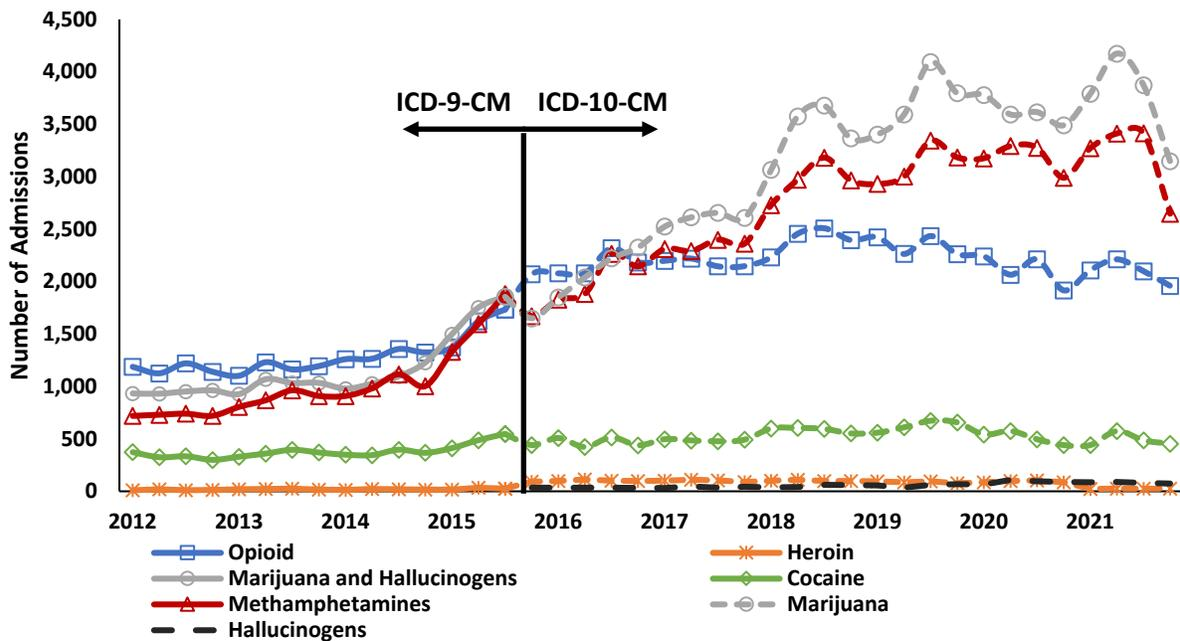 4,500
4,000
3,500
3,000
2,500
2,000
1,500
1,000
500
0
Number of Admissions
ICD-9-CM ICD-10-CM
2012 2013 2014 2015 2016 2017 2018 2019 2020 2021
Opioid Heroin
Marijuana and Hallucinogens Cocaine
Methamphetamines Marijuana
Hallucinogens